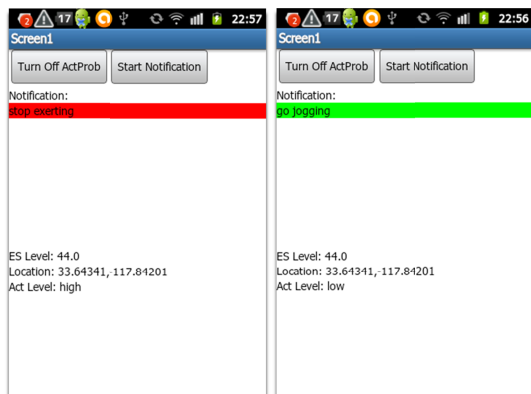 2 17 22:57
Screen1
Turn Off ActProb Start Notification
Notification:
stop exerting
ES Level: 44.0
Location: 33.64341,-117.84201
Act Level: high
2 17 22:56
Screen1
Turn Off ActProb Start Notification
Notification:
go jogging
ES Level: 44.0
Location: 33.64341,-117.84201
Act Level: low